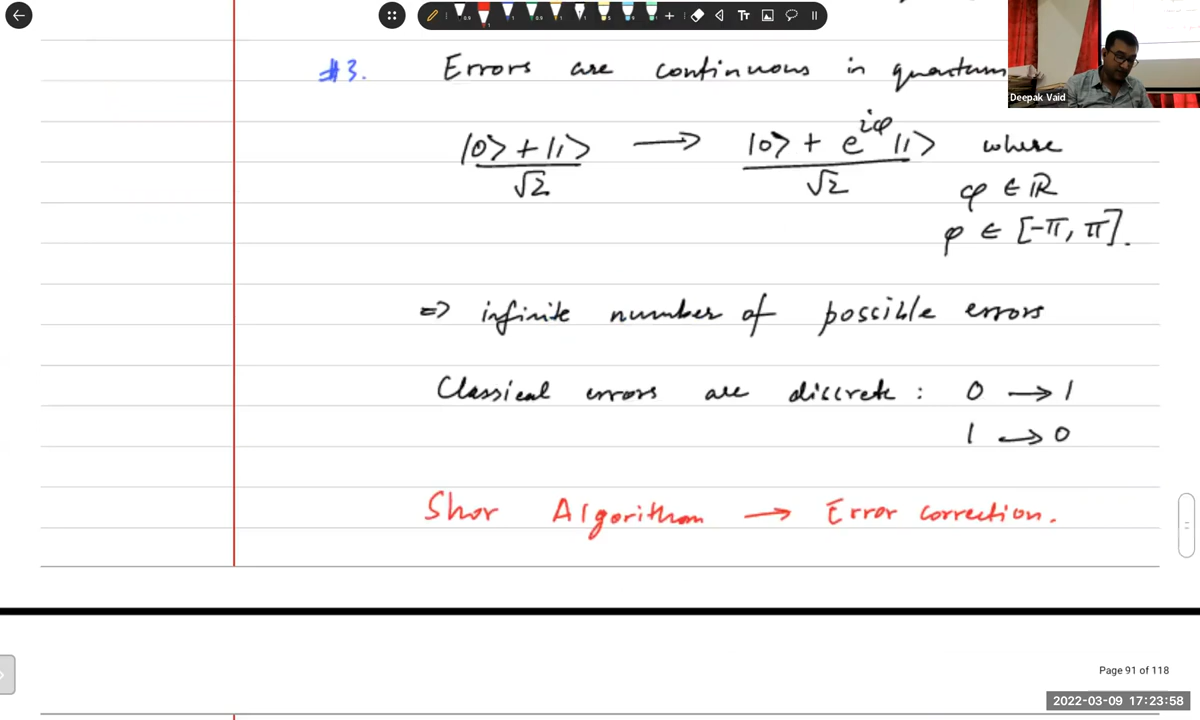 #3. Errors are continuous in quantum
|0> + |1> / √2 → |0> + e^{iφ} |1> / √2 where
φ ∈ ℝ
φ ∈ [-π, π].
=> infinite number of possible errors
Classical errors are discrete : 0 → 1
1 → 0
Shor Algorithm → Error correction.
Deepak Vaid
Page 91 of 118
2022-03-09 17:23:58